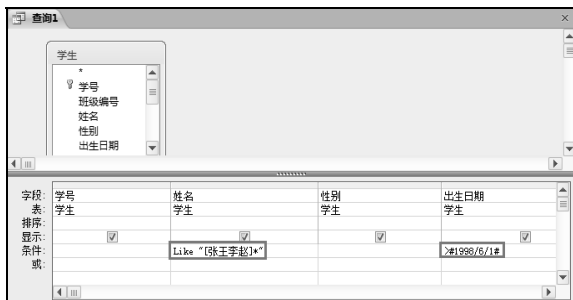 查询1
学生
*
学号
班级编号
姓名
性别
出生日期
字段: 学号 姓名 性别 出生日期
表: 学生 学生 学生 学生
排序:
显示:
条件: Like "[张王李赵]*" >#1998/6/1#
或: